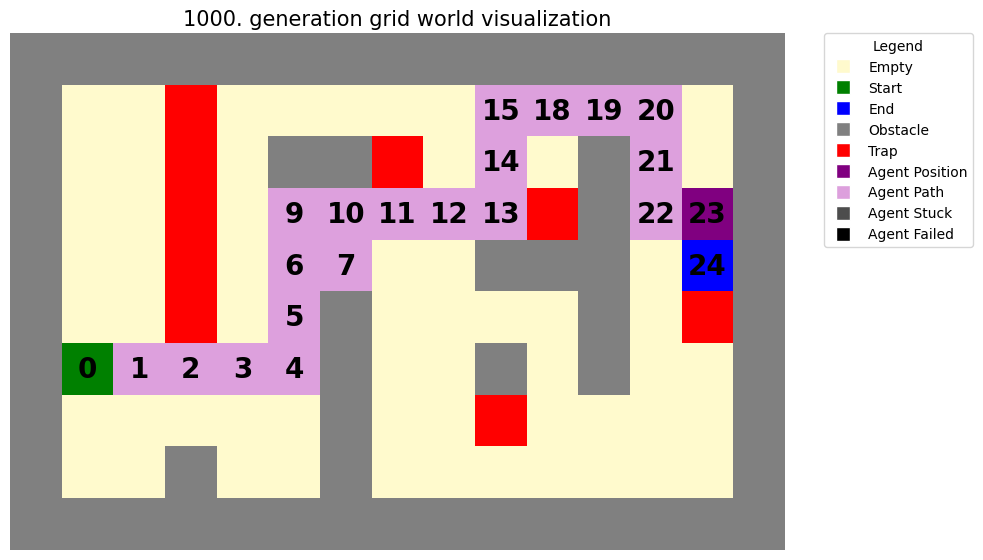 1000. generation grid world visualization
15 18 19 20
14 21
9 10 11 12 13 22 23
6 7 24
5
0 1 2 3 4
Legend
Empty
Start
End
Obstacle
Trap
Agent Position
Agent Path
Agent Stuck
Agent Failed